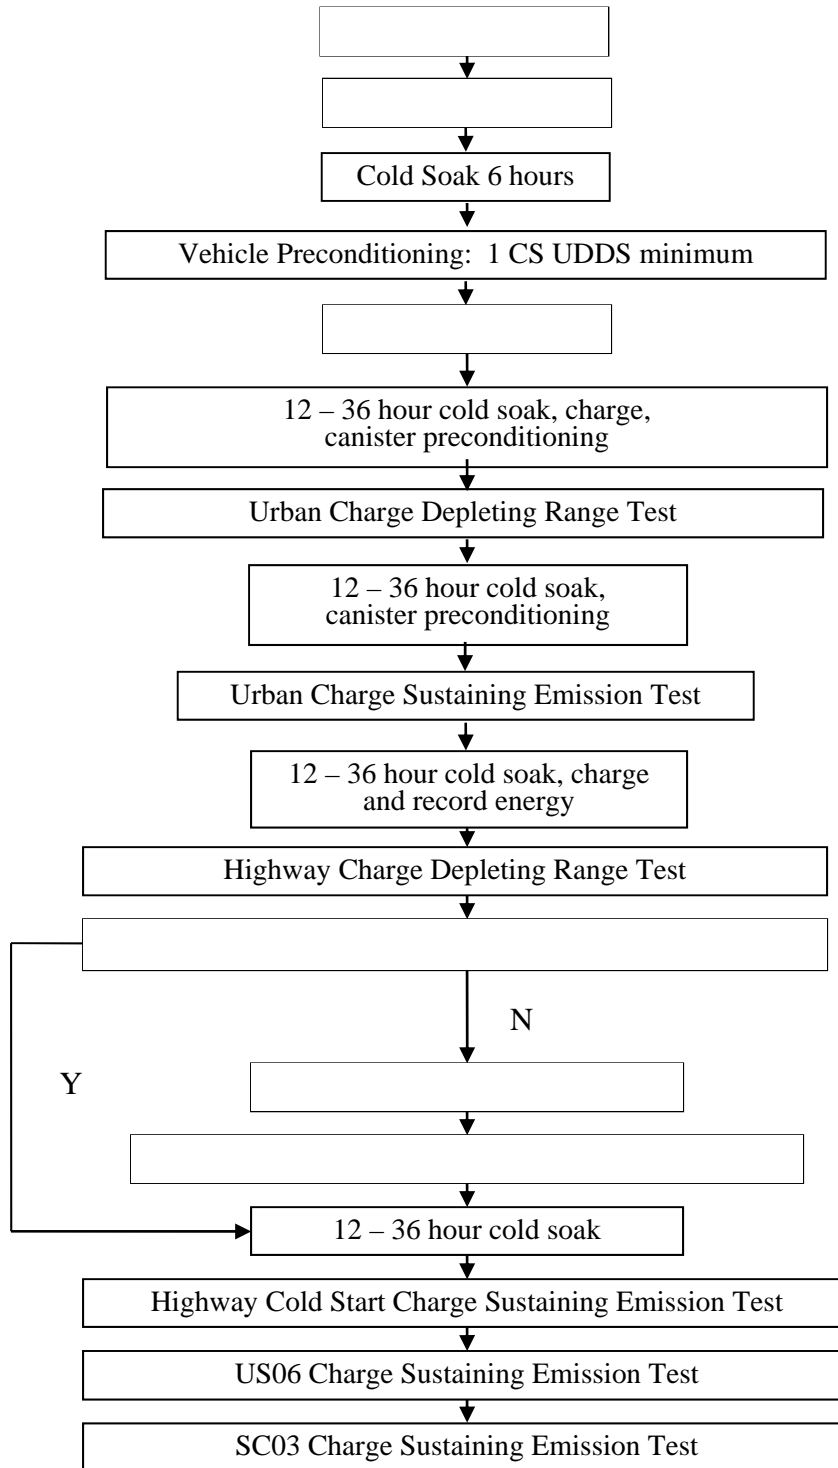 Cold Soak 6 hours
Vehicle Preconditioning:  1 CS UDDS minimum
12 – 36 hour cold soak, charge,
canister preconditioning
Urban Charge Depleting Range Test
12 – 36 hour cold soak,
canister preconditioning
Urban Charge Sustaining Emission Test
12 – 36 hour cold soak, charge
and record energy
Highway Charge Depleting Range Test
N
Y
12 – 36 hour cold soak
Highway Cold Start Charge Sustaining Emission Test
US06 Charge Sustaining Emission Test
SC03 Charge Sustaining Emission Test